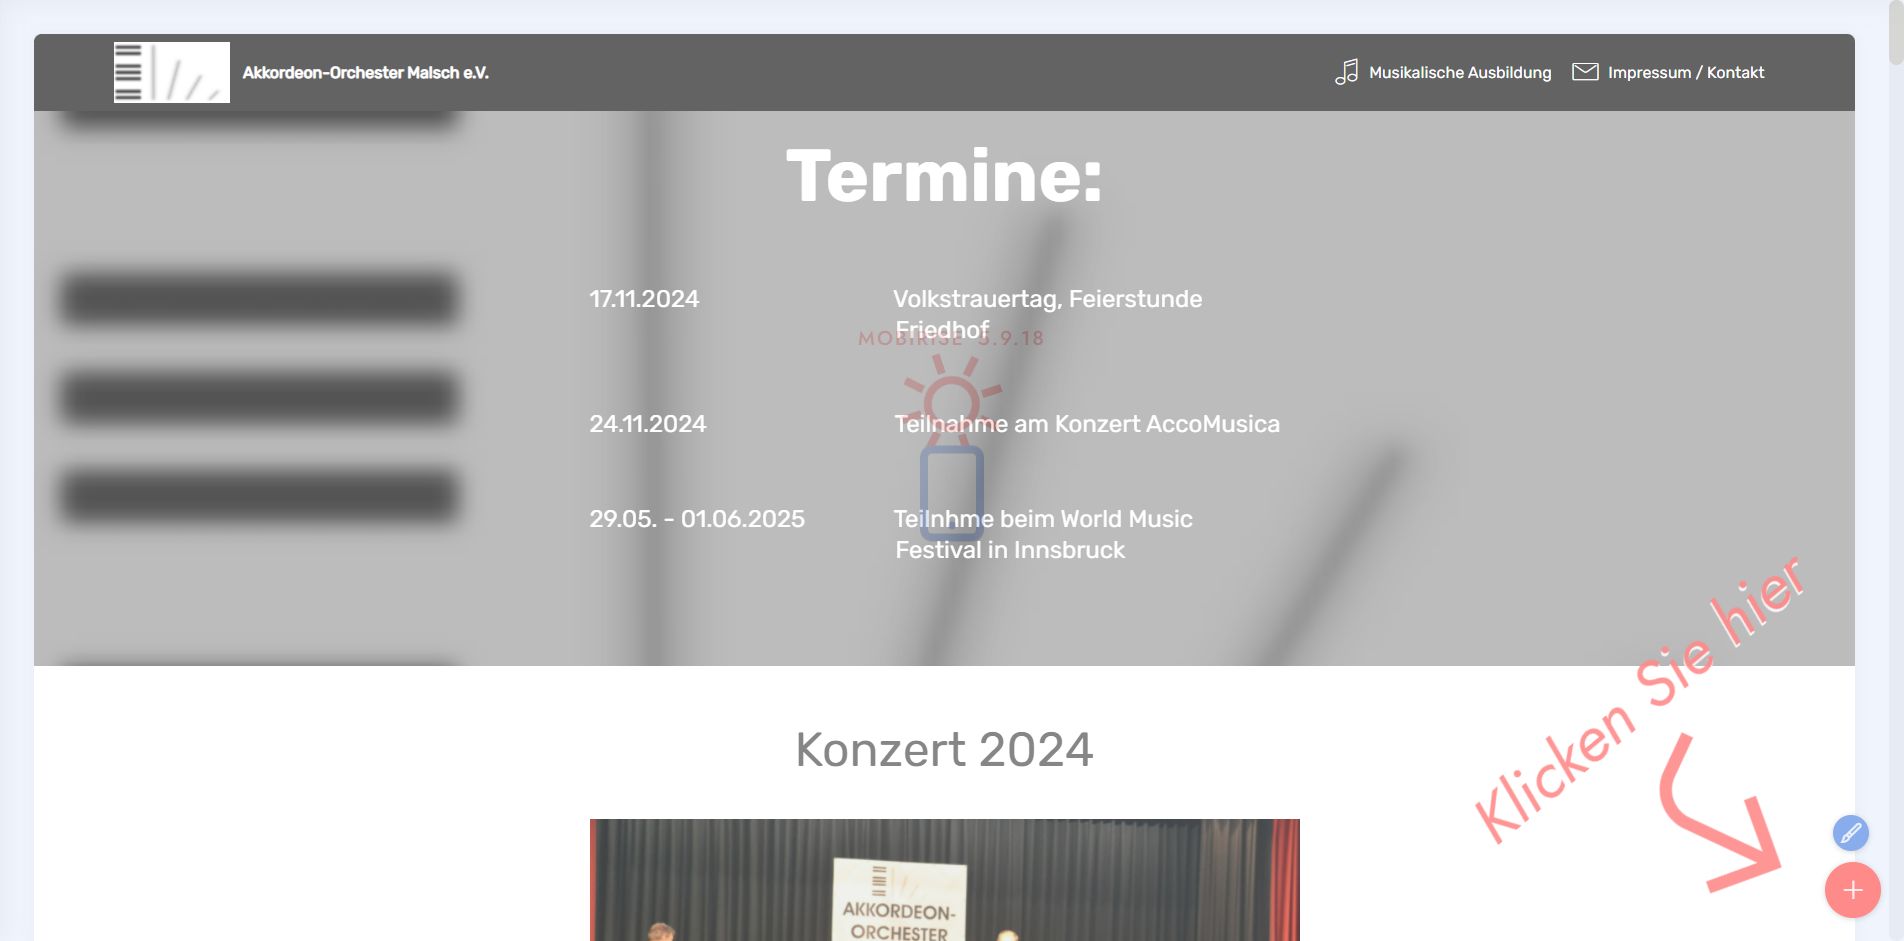 Akkordeon-Orchester Malsch e.V.
Musikalische Ausbildung
Impressum / Kontakt
Termine:
17.11.2024
Volkstrauertag, Feierstunde
Friedhof
MOBIRISE 5.9.18
24.11.2024
Teilnahme am Konzert AccoMusica
29.05. - 01.06.2025
Teilnhme beim World Music
Festival in Innsbruck
Klicken Sie hier
Konzert 2024
AKKORDEON-
ORCHESTER